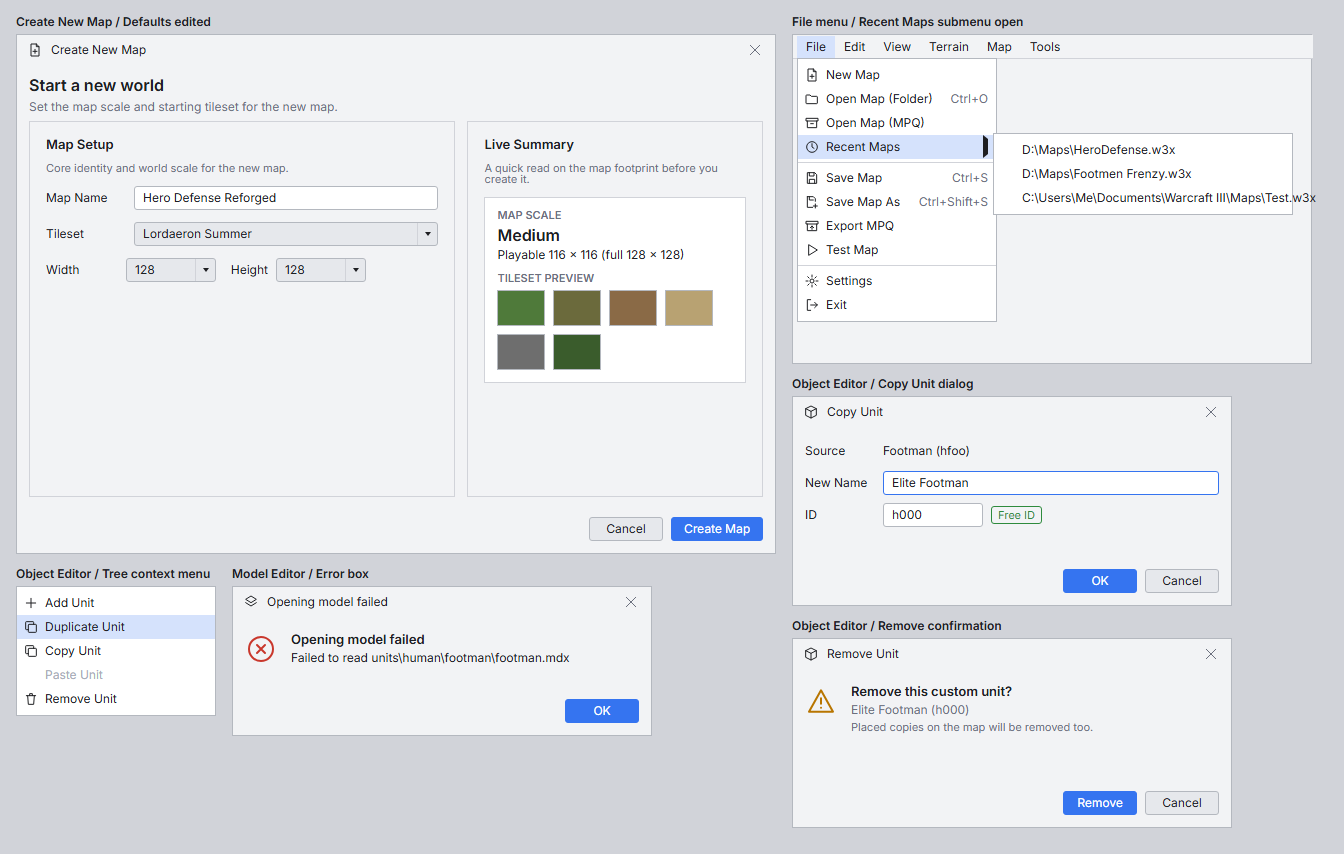 Create New Map / Defaults edited
Create New Map
Start a new world
Set the map scale and starting tileset for the new map.
Map Setup
Core identity and world scale for the new map.
Map Name
Hero Defense Reforged
Tileset
Lordaeron Summer
Width
128
Height
128
Live Summary
A quick read on the map footprint before you
create it.
MAP SCALE
Medium
Playable 116 × 116 (full 128 × 128)
TILESET PREVIEW
Cancel
Create Map
File menu / Recent Maps submenu open
File Edit View Terrain Map Tools
New Map
Open Map (Folder) Ctrl+O
Open Map (MPQ)
Recent Maps
Save Map Ctrl+S
Save Map As Ctrl+Shift+S
Export MPQ
Test Map
Settings
Exit
D:\Maps\HeroDefense.w3x
D:\Maps\Footmen Frenzy.w3x
C:\Users\Me\Documents\Warcraft III\Maps\Test.w3x
Object Editor / Copy Unit dialog
Copy Unit
Source Footman (hfoo)
New Name Elite Footman
ID h000 Free ID
OK
Cancel
Object Editor / Tree context menu
Add Unit
Duplicate Unit
Copy Unit
Paste Unit
Remove Unit
Model Editor / Error box
Opening model failed
Opening model failed
Failed to read units\human\footman\footman.mdx
OK
Object Editor / Remove confirmation
Remove Unit
Remove this custom unit?
Elite Footman (h000)
Placed copies on the map will be removed too.
Remove
Cancel